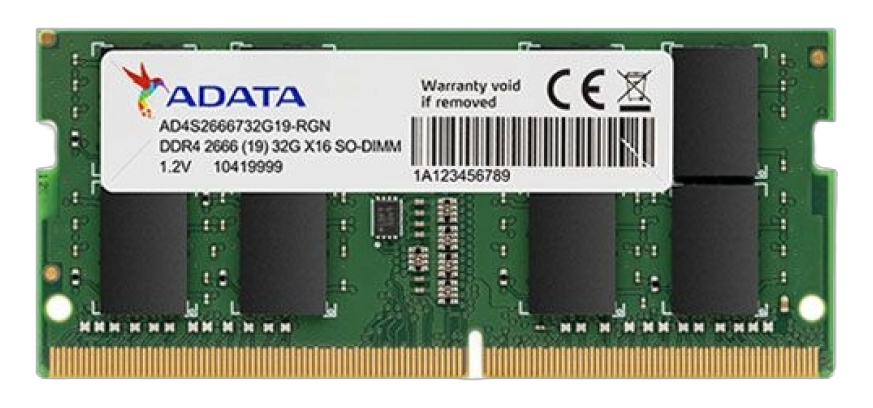 ADATA
Warranty void
if removed
CE
AD4S2666732G19-RGN
DDR4 2666 (19) 32G X16 SO-DIMM
1.2V 10419999
1A123456789